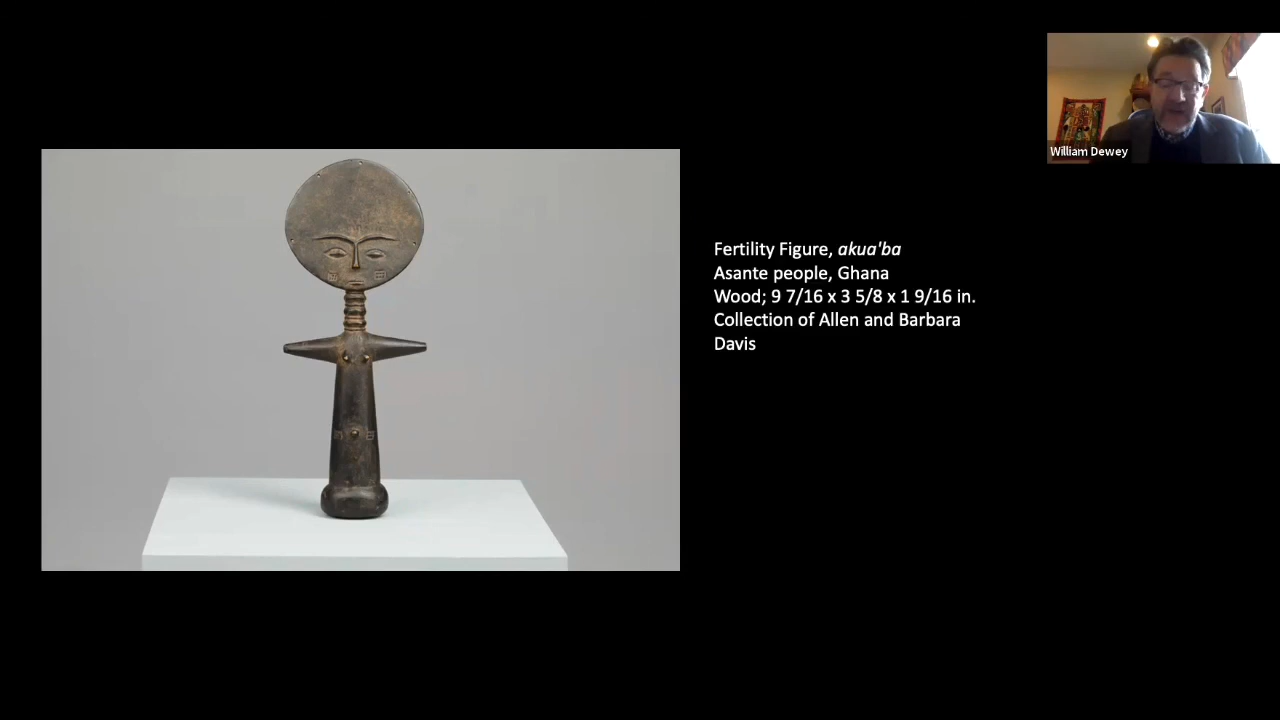 William Dewey
Fertility Figure, akua'ba
Asante people, Ghana
Wood; 9 7/16 x 3 5/8 x 1 9/16 in.
Collection of Allen and Barbara
Davis